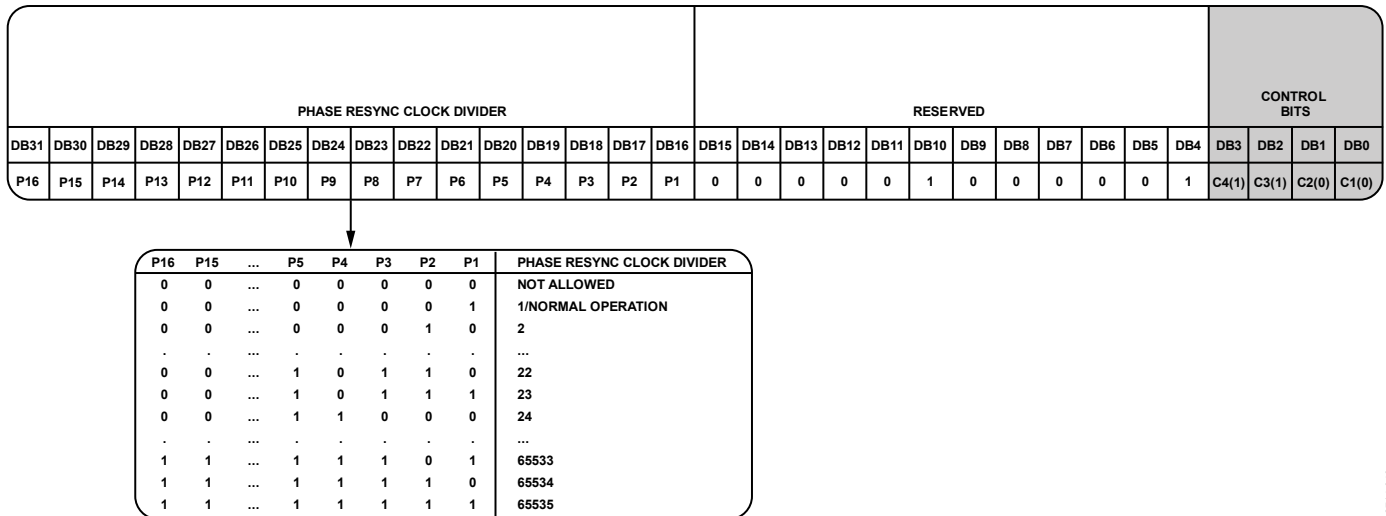 PHASE RESYNC CLOCK DIVIDER RESERVED CONTROL
BITS
DB31 DB30 DB29 DB28 DB27 DB26 DB25 DB24 DB23 DB22 DB21 DB20 DB19 DB18 DB17 DB16 DB15 DB14 DB13 DB12 DB11 DB10 DB9 DB8 DB7 DB6 DB5 DB4 DB3 DB2 DB1 DB0
P16 P15 P14 P13 P12 P11 P10 P9 P8 P7 P6 P5 P4 P3 P2 P1 0 0 0 0 0 1 0 0 0 0 0 1 C4(1) C3(1) C2(0) C1(0)
P16 P15 ... P5 P4 P3 P2 P1 PHASE RESYNC CLOCK DIVIDER
0 0 ... 0 0 0 0 0 NOT ALLOWED
0 0 ... 0 0 0 0 1 1/NORMAL OPERATION
0 0 ... 0 0 0 1 0 2
. . ... . . . . . ...
0 0 ... 1 0 1 1 0 22
0 0 ... 1 0 1 1 1 23
0 0 ... 1 1 0 0 0 24
. . ... . . . . . ...
1 1 ... 1 1 1 0 1 65533
1 1 ... 1 1 1 1 0 65534
1 1 ... 1 1 1 1 1 65535